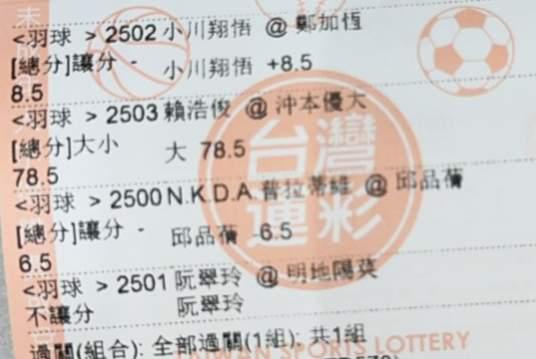 <羽球 > 2502 小川翔悟 @ 鄭加恆
[總分]讓分 - 小川翔悟 +8.5
8.5
<羽球 > 2503 賴浩俊 @ 沖本優大
[總分]大小 大 78.5
78.5
<羽球 > 2500 N.K.D.A.普拉蒂維 @ 邱品蒨
[總分]讓分 - 邱品蒨 -6.5
6.5
<羽球 > 2501 阮翠玲 @ 明地陽菜
不讓分 阮翠玲
過關(組合): 全部過關(1組): 共1組
台灣運彩
TAIWAN SPORTS LOTTERY